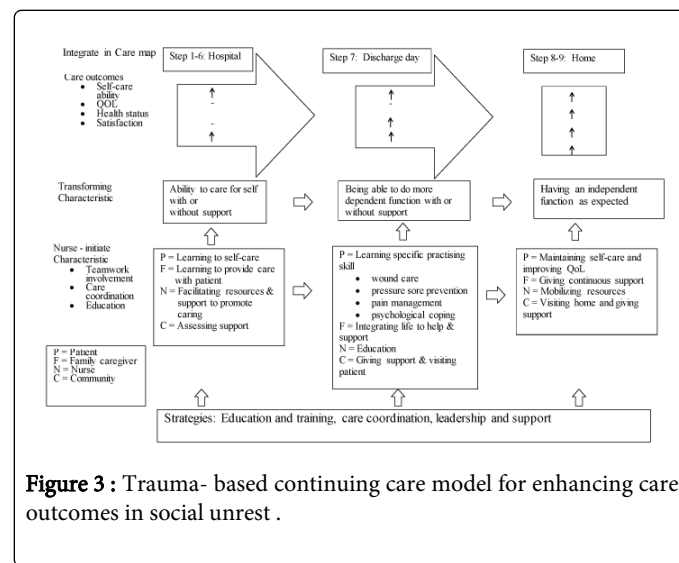 Integrate in Care map
Step 1-6: Hospital
Step 7: Discharge day
Step 8-9: Home
Care outcomes
• Self-care
ability
• QOL
• Health status
• Satisfaction
Transforming
Characteristic
Ability to care for self
with or
without support
Being able to do more
dependent function with or
without support
Having an independent
function as expected
Nurse - initiate
Characteristic
• Teamwork
involvement
• Care
coordination
• Education
P = Learning to self-care
F = Learning to provide care
with patient
N = Facilitating resources &
support to promote
caring
C = Assessing support
P = Learning specific practising
skill
• wound care
• pressure sore prevention
• pain management
• psychological coping
F = Integrating life to help &
support
N = Education
C = Giving support & visiting
patient
P = Maintaining self-care and
improving QoL
F = Giving continuous support
N = Mobilizing resources
C = Visiting home and giving
support
P = Patient
F = Family caregiver
N = Nurse
C = Community
Strategies: Education and training, care coordination, leadership and support
Figure 3 : Trauma- based continuing care model for enhancing care
outcomes in social unrest .